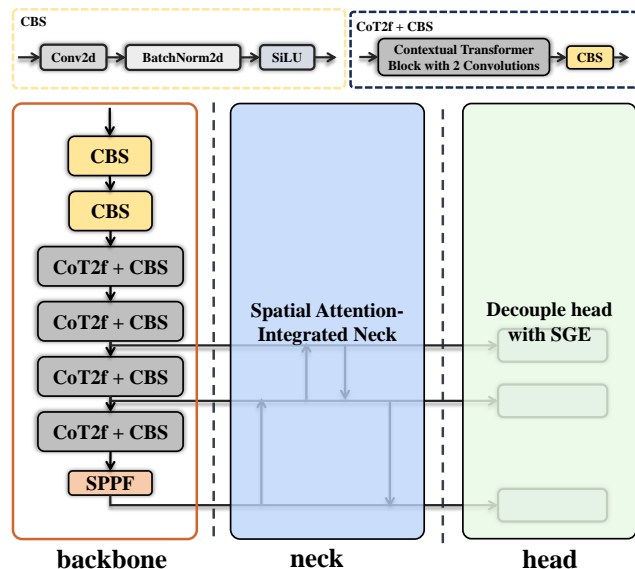 CBS
Conv2d
BatchNorm2d
SiLU
CoT2f + CBS
Contextual Transformer
Block with 2 Convolutions
CBS
CBS
CBS
CoT2f + CBS
CoT2f + CBS
CoT2f + CBS
CoT2f + CBS
SPPF
Spatial Attention-
Integrated Neck
Decouple head
with SGE
backbone
neck
head